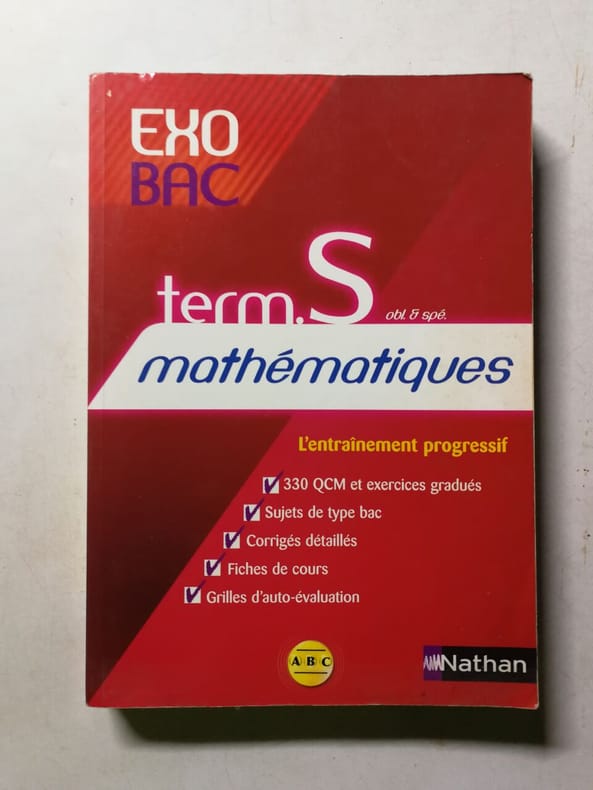 EXO
BAC
term.S obl. & spé.
mathématiques
L'entraînement progressif
330 QCM et exercices gradués
Sujets de type bac
Corrigés détaillés
Fiches de cours
Grilles d'auto-évaluation
A B C
Nathan